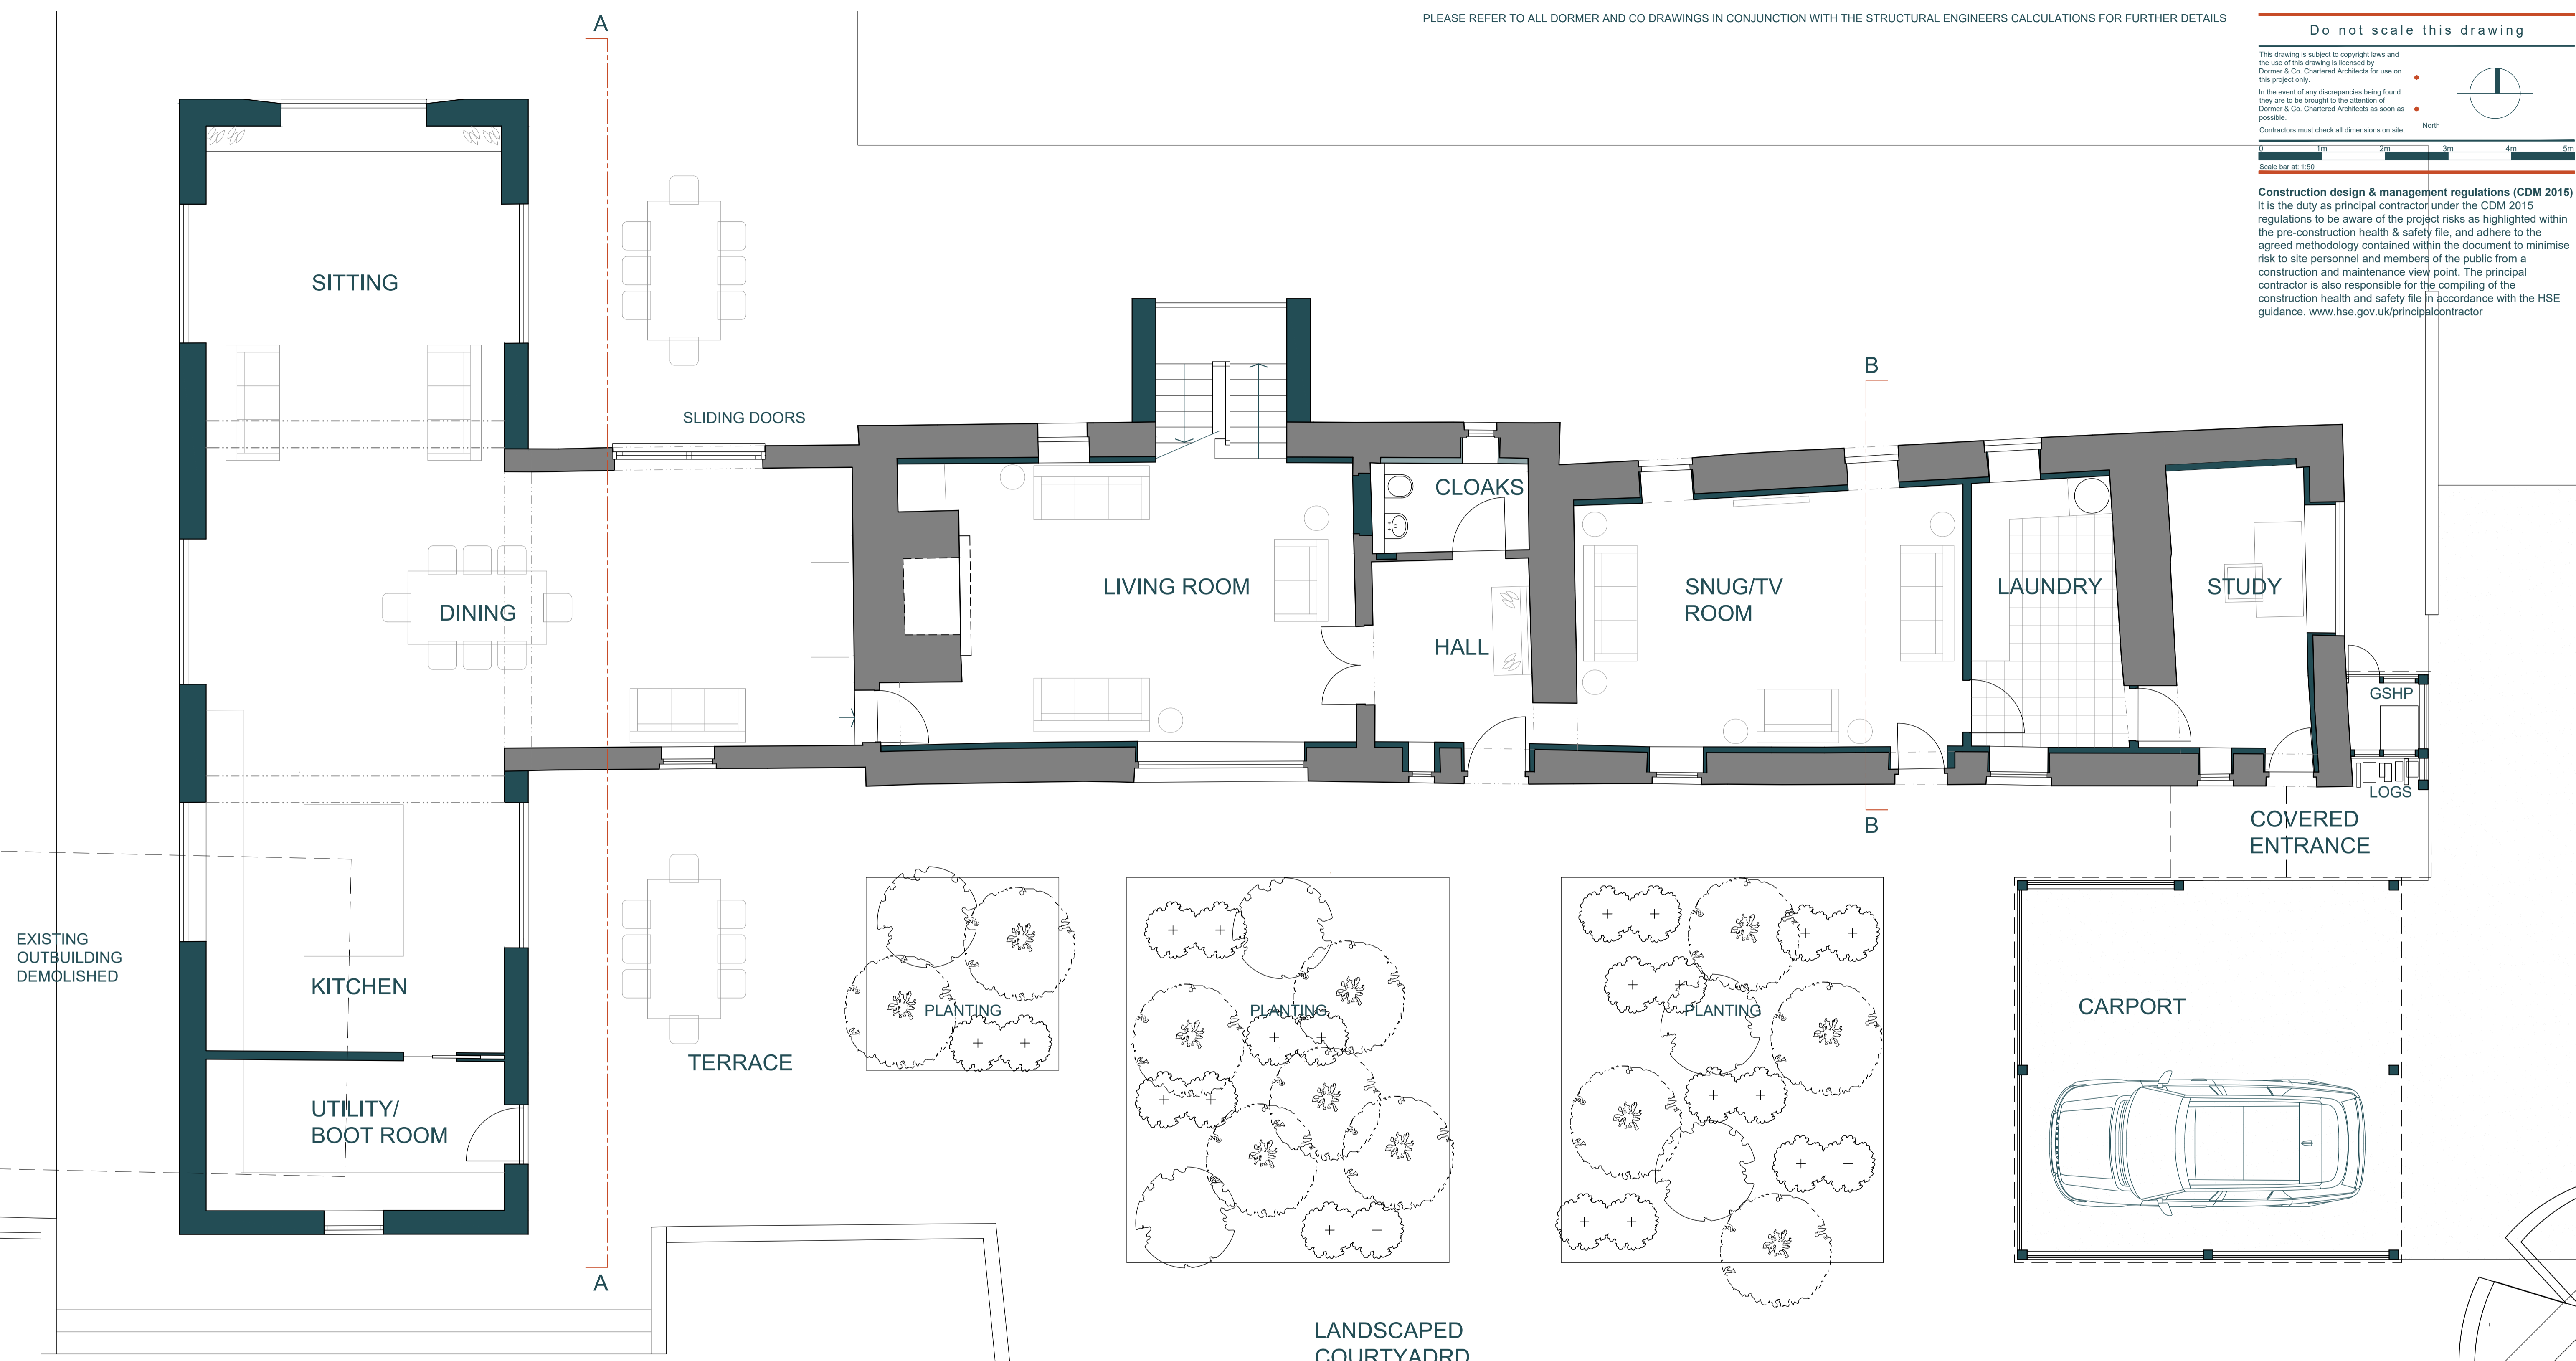 PLEASE REFER TO ALL DORMER AND CO DRAWINGS IN CONJUNCTION WITH THE STRUCTURAL ENGINEERS CALCULATIONS FOR FURTHER DETAILS
Do not scale this drawing
This drawing is subject to copyright laws and
the use of this drawing is licensed by
Dormer & Co. Chartered Architects for use on
this project only.
In the event of any discrepancies being found
they are to be brought to the attention of
Dormer & Co. Chartered Architects as soon as
possible.
Contractors must check all dimensions on site.
North
0 1m 2m 3m 4m 5m
Scale bar at: 1:50
Construction design & management regulations (CDM 2015)
It is the duty as principal contractor under the CDM 2015
regulations to be aware of the project risks as highlighted within
the pre-construction health & safety file, and adhere to the
agreed methodology contained within the document to minimise
risk to site personnel and members of the public from a
construction and maintenance view point. The principal
contractor is also responsible for the compiling of the
construction health and safety file in accordance with the HSE
guidance. www.hse.gov.uk/principalcontractor
A
SITTING
SLIDING DOORS
B
CLOAKS
DINING
LIVING ROOM
HALL
SNUG/TV
ROOM
LAUNDRY
STUDY
GSHP
LOGS
COVERED
ENTRANCE
B
EXISTING
OUTBUILDING
DEMOLISHED
KITCHEN
UTILITY/
BOOT ROOM
TERRACE
PLANTING
PLANTING
PLANTING
CARPORT
A
LANDSCAPED
COURTYADRD